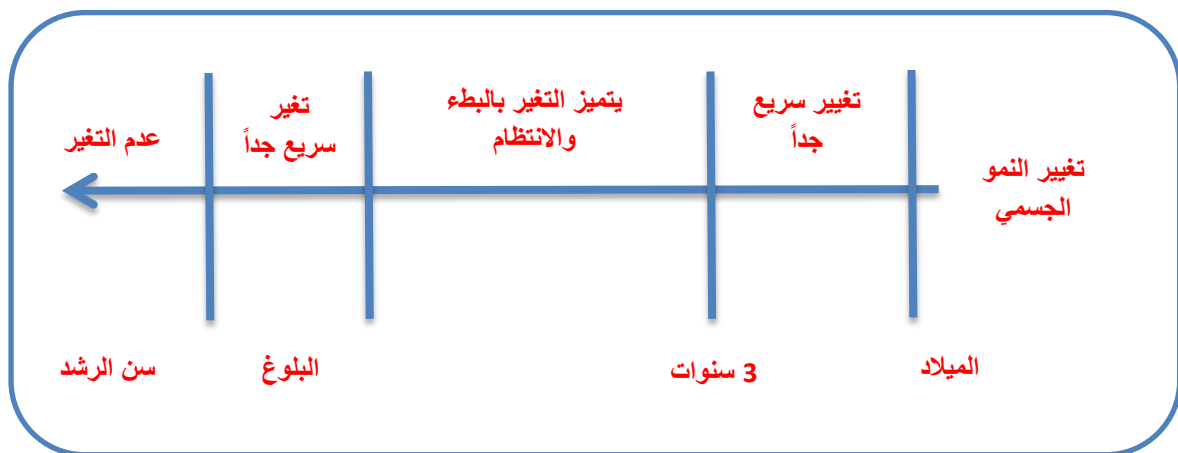 تغيير النمو
الجسمي
تغيير سريع
جداً
يتميز التغير بالبطء
والانتظام
تغير
سريع جداً
عدم التغير
الميلاد
3 سنوات
البلوغ
سن الرشد